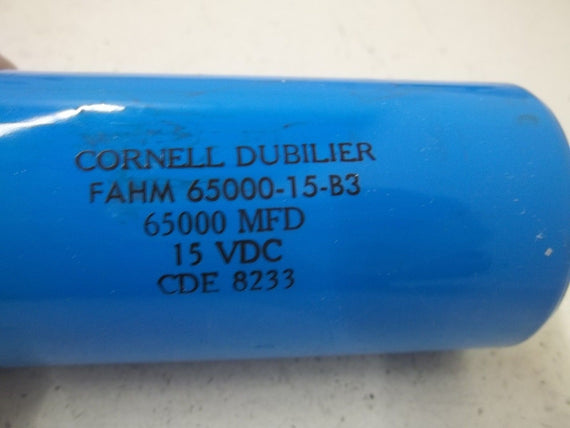 CORNELL DUBILIER
FAHM 65000-15-B3
65000 MFD
15 VDC
CDE 8233